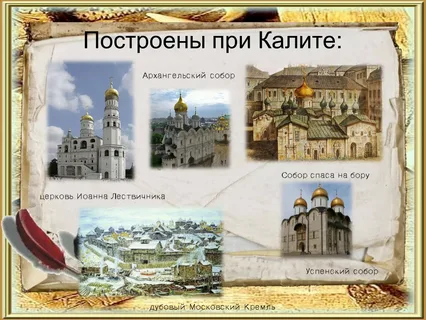 Построены при Калите:
Архангельский собор
Собор спаса на бору
церковь Иоанна Лествичника
Успенский собор
дубовый Московский Кремль